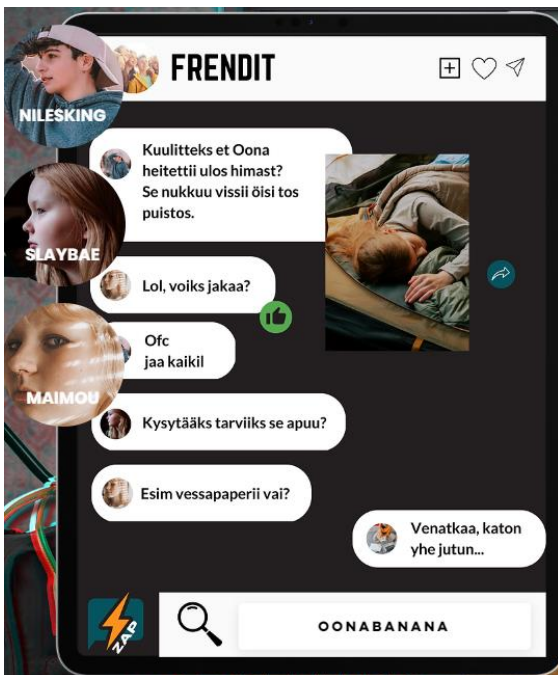 FRENDIT
NILESKING
Kuulitteks et Oona
heitettii ulos himast?
Se nukkuu vissii öisi tos
puistos.
SLAYBAE
Lol, voiks jakaa?
Ofc
jaa kaikil
MAIMOU
Kysytääks tarviiks se apuu?
Esim vessapaperii vai?
Venatkaa, katon
yhe jutun...
ZAP
OONABANANA